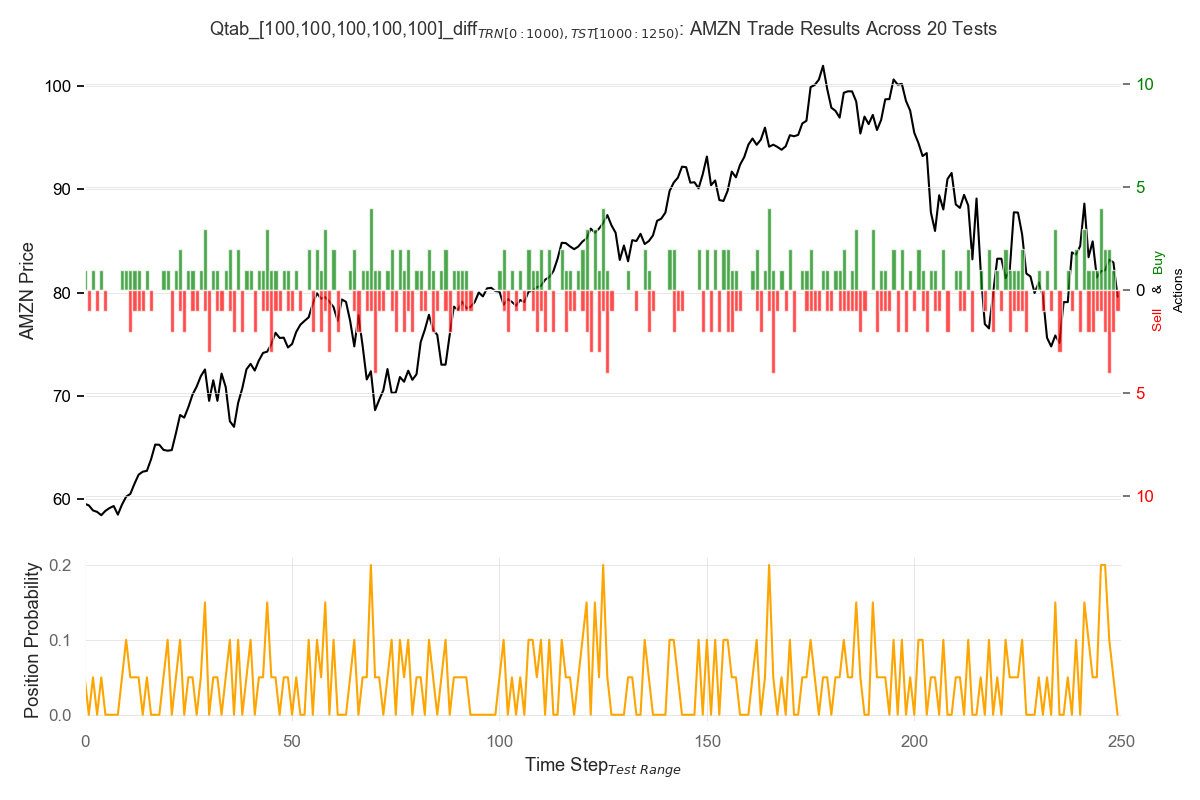 Qtab_[100,100,100,100,100]_diff TRN[0:1000),TST[1000:1250): AMZN Trade Results Across 20 Tests
100
90
80
70
60
AMZN Price
10
5
0
5
10
Sell & Buy
Actions
0.2
0.1
0.0
Position Probability
0 50 100 150 200 250
Time Step Test Range